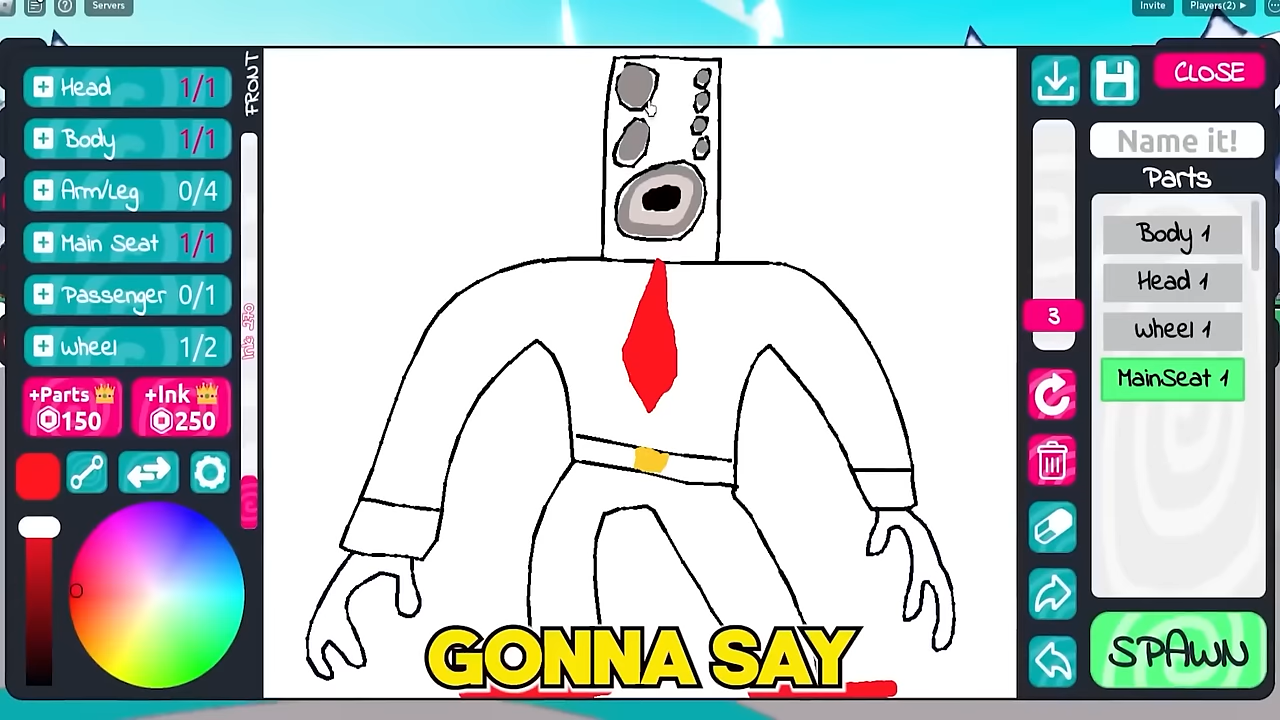 Servers
Invite
Players(2)
Head 1/1
Body 1/1
Arm/Leg 0/4
Main Seat 1/1
Passenger 0/1
Wheel 1/2
+Parts
150
+Ink
250
FRONT
CLOSE
Name it!
Parts
Body 1
Head 1
Wheel 1
MainSeat 1
3
SPAWN
GONNA SAY